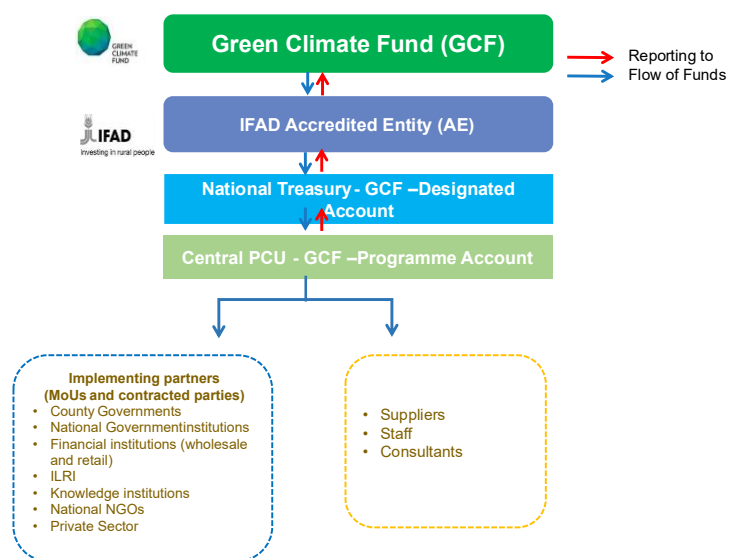 GREEN
CLIMATE
FUND
Green Climate Fund (GCF)
Reporting to
Flow of Funds
JLIFAD
Investing in rural people
IFAD Accredited Entity (AE)
National Treasury - GCF –Designated
Account
Central PCU - GCF –Programme Account
Implementing partners
(MoUs and contracted parties)
• County Governments
• National Governmentinstitutions
• Financial institutions (wholesale
and retail)
• ILRI
• Knowledge institutions
• National NGOs
• Private Sector
• Suppliers
• Staff
• Consultants